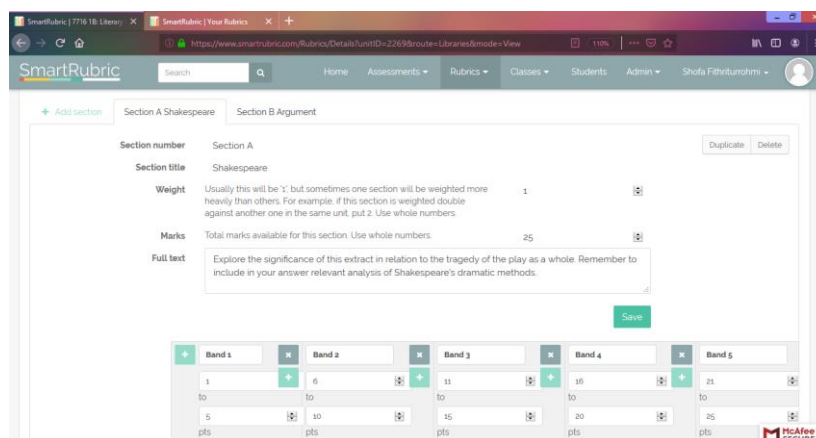 SmartRubric | 7716 1B: Literary
SmartRubric | Your Rubrics
https://www.smartrubric.com/Rubrics/Details?unitID=2269&route=Libraries&mode=View
110%
SmartRubric
Search
Home
Assessments
Rubrics
Classes
Students
Admin
Shofa Fithriturrohmi
+ Add section
Section A Shakespeare
Section B Argument
Section number
Section A
Duplicate
Delete
Section title
Shakespeare
Weight
Usually this will be '1', but sometimes one section will be weighted more
heavily than others. For example, if this section is weighted double
against another one in the same unit, put 2. Use whole numbers.
1
Marks
Total marks available for this section. Use whole numbers.
25
Full text
Explore the significance of this extract in relation to the tragedy of the play as a whole. Remember to
include in your answer relevant analysis of Shakespeare's dramatic methods.
Save
Band 1
Band 2
Band 3
Band 4
Band 5
1
6
11
16
21
to
to
to
to
to
5
10
15
20
25
pts
pts
pts
pts
pts
McAfee
SECURE